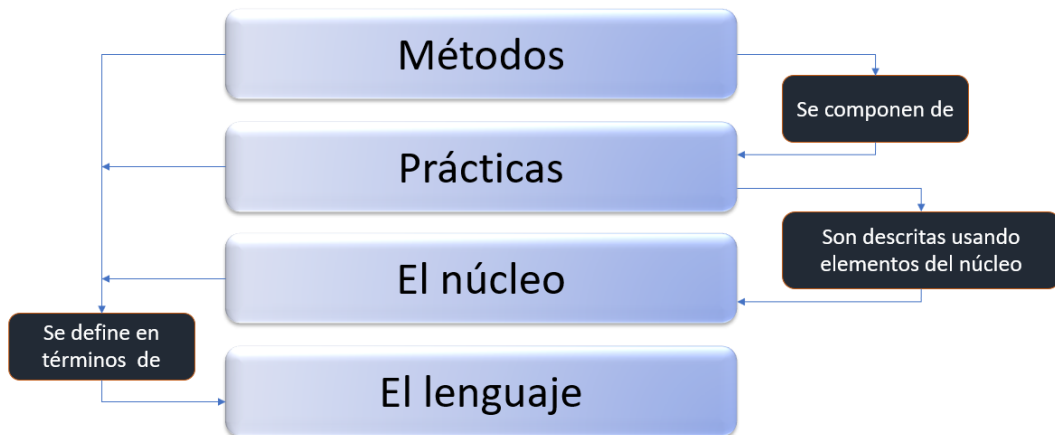 Métodos
Se componen de
Prácticas
Son descritas usando
elementos del núcleo
El núcleo
Se define en
términos de
El lenguaje